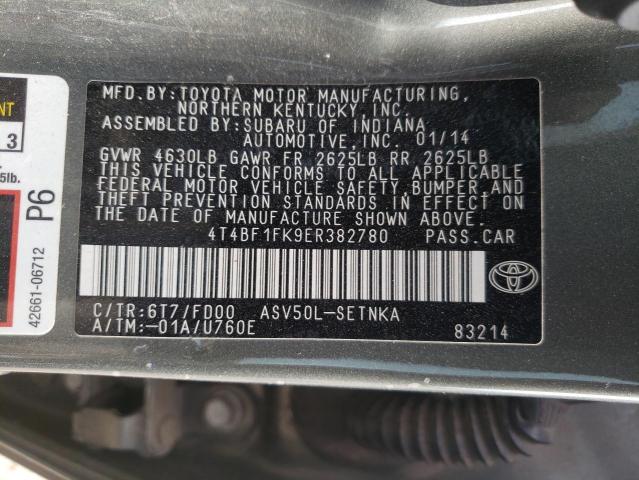 MFD.BY:TOYOTA MOTOR MANUFACTURING,
NORTHERN KENTUCKY,INC.
ASSEMBLED BY:SUBARU OF INDIANA
AUTOMOTIVE,INC 01/14
GVWR 4630LB GAWR FR 2625LB RR 2625LB
THIS VEHICLE CONFORMS TO ALL APPLICABLE
FEDERAL MOTOR VEHICLE SAFETY,BUMPER,AND
THEFT PREVENTION STANDARDS IN EFFECT ON
THE DATE OF MANUFACTURE SHOWN ABOVE.
4T4BF1FK9ER382780 PASS.CAR
C/TR:6T7/FD00 ASV50L-SETNKA
A/TM:-01A/U760E 83214
3
5lb.
P6
42661-06712